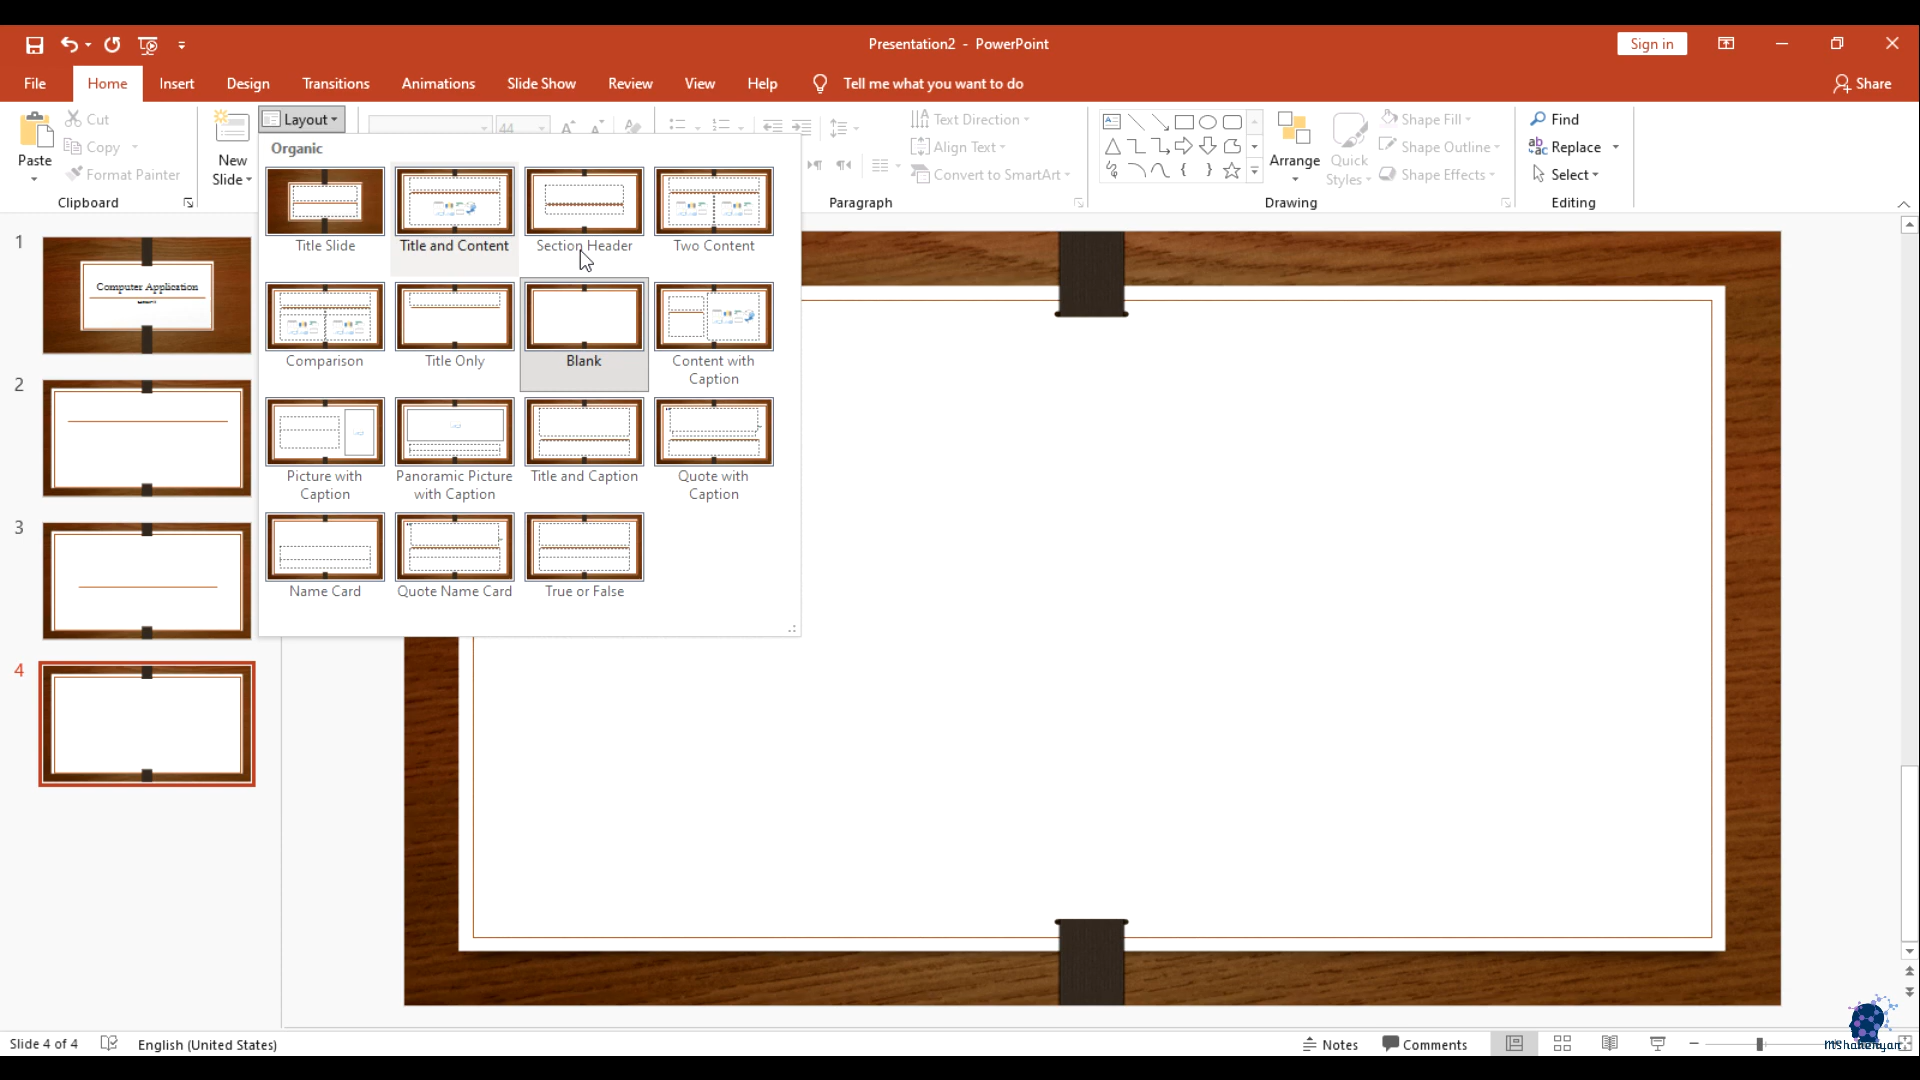 Presentation2 - PowerPoint
Sign in
File Home Insert Design Transitions Animations Slide Show Review View Help Tell me what you want to do Share
Paste
Cut
Copy
Format Painter
Clipboard
New
Slide
Layout
44
Text Direction
Align Text
Convert to SmartArt
Paragraph
Arrange
Quick
Styles
Shape Fill
Shape Outline
Shape Effects
Drawing
Find
Replace
Select
Editing
Organic
Title Slide
Title and Content
Section Header
Two Content
Comparison
Title Only
Blank
Content with
Caption
Picture with
Caption
Panoramic Picture
with Caption
Title and Caption
Quote with
Caption
Name Card
Quote Name Card
True or False
1
Computer Application
2
3
4
Slide 4 of 4
English (United States)
Notes
Comments